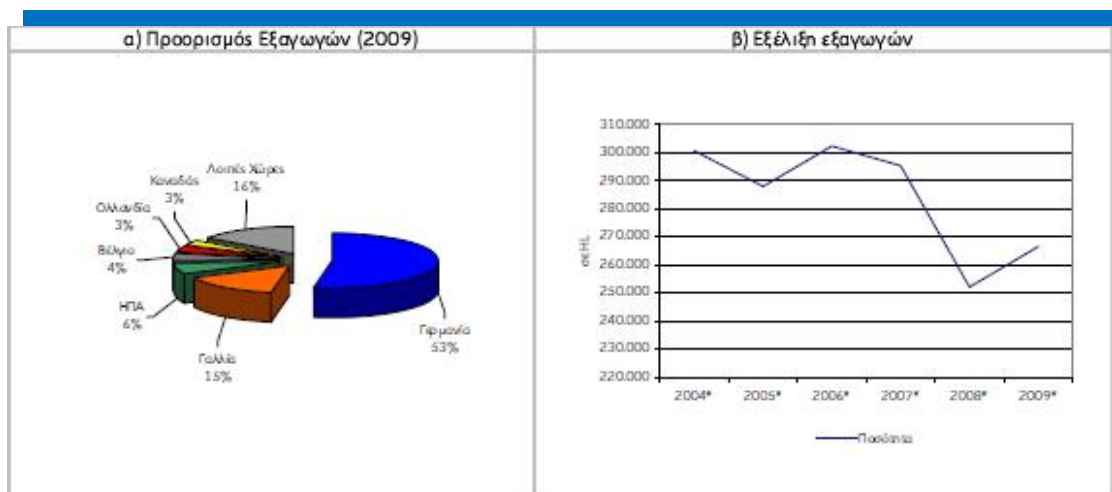 α) Προορισμός Εξαγωγών (2009)
β) Εξέλιξη εξαγωγών
Λοιπές Χώρες
16%
Καναδάς
3%
Ολλανδία
3%
Βέλγιο
4%
ΗΠΑ
6%
Γαλλία
15%
Γερμανία
53%
310.000
300.000
290.000
280.000
270.000
260.000
250.000
240.000
230.000
220.000
σε HL
2004* 2005* 2006* 2007* 2008* 2009*
Ποσότητα